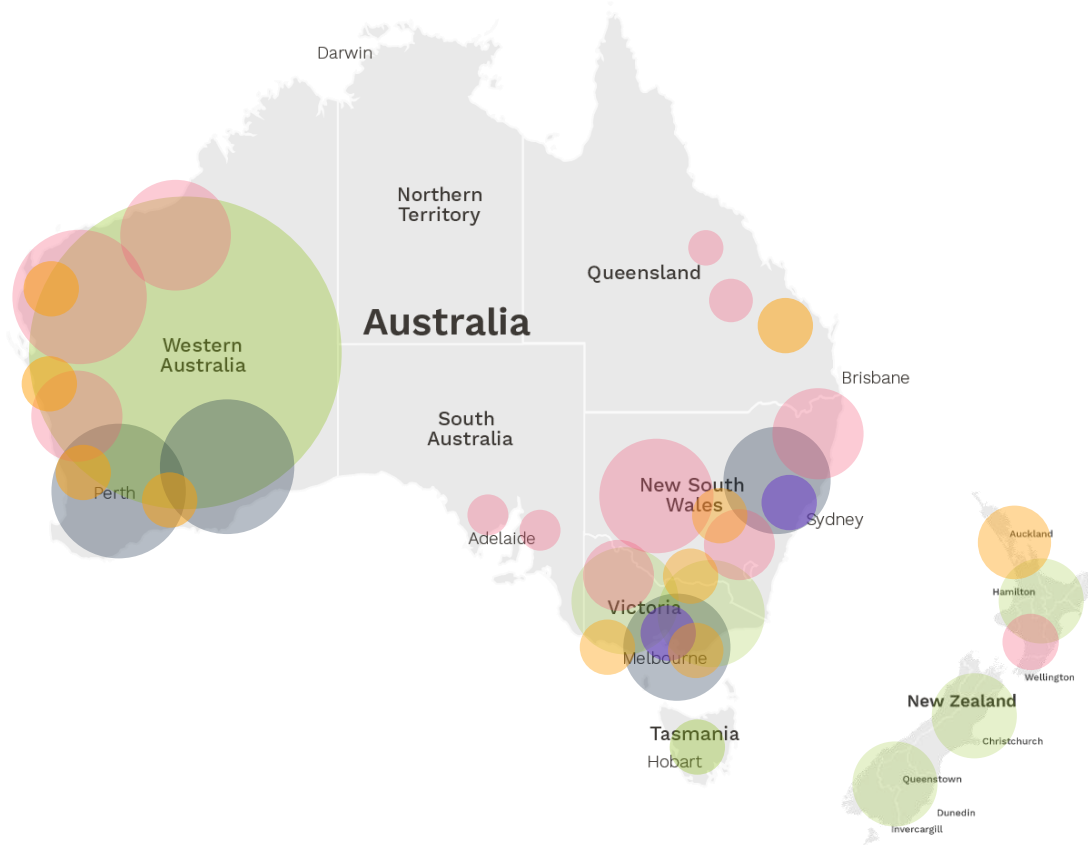 Darwin
Northern
Territory
Queensland
Australia
Western
Australia
Brisbane
South
Australia
New South
Wales
Perth
Sydney
Adelaide
Auckland
Hamilton
Victoria
Melbourne
Wellington
New Zealand
Tasmania
Christchurch
Hobart
Queenstown
Dunedin
Invercargill